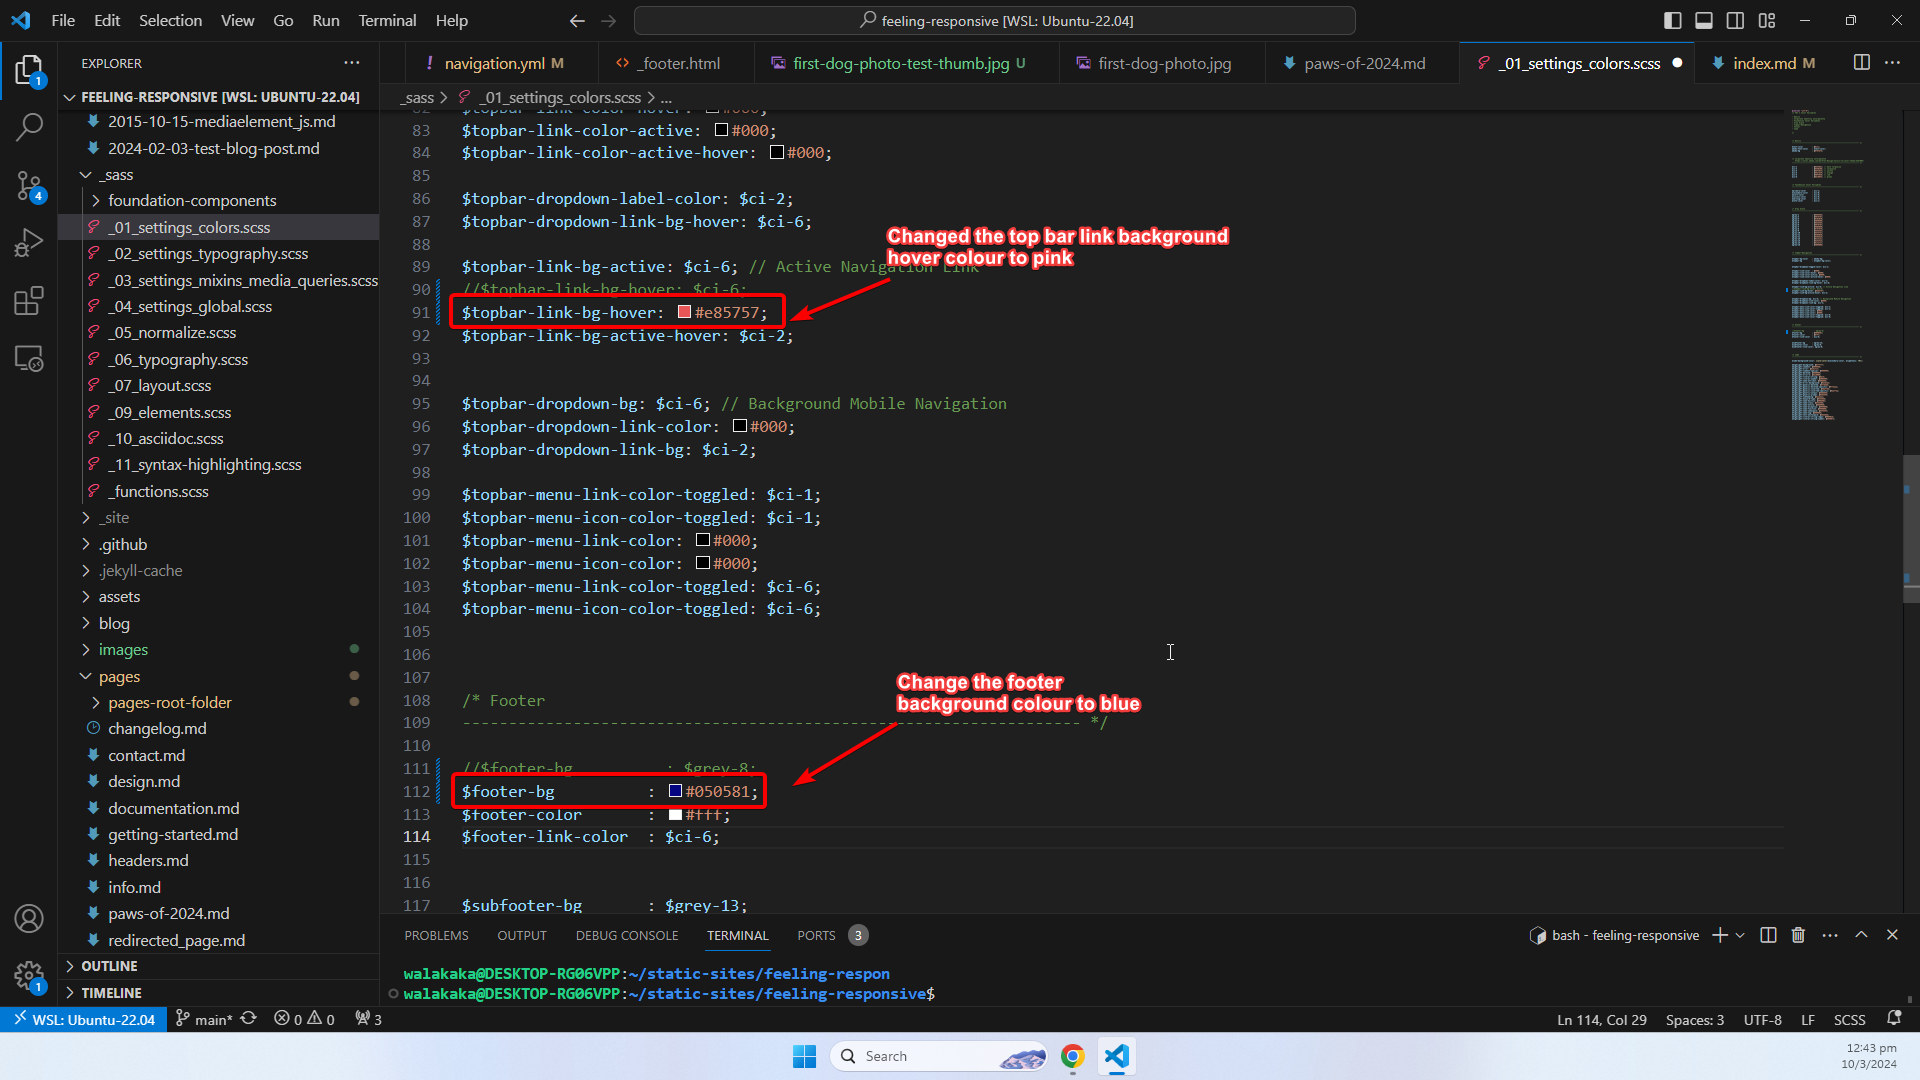 File Edit Selection View Go Run Terminal Help
feeling-responsive [WSL: Ubuntu-22.04]
EXPLORER
navigation.yml M
_footer.html
first-dog-photo-test-thumb.jpg U
first-dog-photo.jpg
paws-of-2024.md
_01_settings_colors.scss
index.md M
FEELING-RESPONSIVE [WSL: UBUNTU-22.04]
2015-10-15-mediaelement_js.md
2024-02-03-test-blog-post.md
_sass
foundation-components
_01_settings_colors.scss
_02_settings_typography.scss
_03_settings_mixins_media_queries.scss
_04_settings_global.scss
_05_normalize.scss
_06_typography.scss
_07_layout.scss
_09_elements.scss
_10_asciidoc.scss
_11_syntax-highlighting.scss
_functions.scss
_site
.github
.jekyll-cache
assets
blog
images
pages
pages-root-folder
changelog.md
contact.md
design.md
documentation.md
getting-started.md
headers.md
info.md
paws-of-2024.md
redirected_page.md
OUTLINE
TIMELINE
1
4
1
_sass > _01_settings_colors.scss > ...
82 $topbar-link-color-hover: #000;
83 $topbar-link-color-active: #000;
84 $topbar-link-color-active-hover: #000;
85
86 $topbar-dropdown-label-color: $ci-2;
87 $topbar-dropdown-link-bg-hover: $ci-6;
88
89 $topbar-link-bg-active: $ci-6; // Active Navigation Link
90 //$topbar-link-bg-hover: $ci-6;
91 $topbar-link-bg-hover: #e85757;
92 $topbar-link-bg-active-hover: $ci-2;
93
94
95 $topbar-dropdown-bg: $ci-6; // Background Mobile Navigation
96 $topbar-dropdown-link-color: #000;
97 $topbar-dropdown-link-bg: $ci-2;
98
99 $topbar-menu-link-color-toggled: $ci-1;
100 $topbar-menu-icon-color-toggled: $ci-1;
101 $topbar-menu-link-color: #000;
102 $topbar-menu-icon-color: #000;
103 $topbar-menu-link-color-toggled: $ci-6;
104 $topbar-menu-icon-color-toggled: $ci-6;
105
106
107
108 /* Footer
109 ------------------------------------------------------------------- */
110
111 //$footer-bg : $grey-8;
112 $footer-bg : #050581;
113 $footer-color : #fff;
114 $footer-link-color : $ci-6;
115
116
117 $subfooter-bg : $grey-13;
Changed the top bar link background
hover colour to pink
Change the footer
background colour to blue
PROBLEMS OUTPUT DEBUG CONSOLE TERMINAL PORTS 3
bash - feeling-responsive
walakaka@DESKTOP-RG06VPP:~/static-sites/feeling-respon
walakaka@DESKTOP-RG06VPP:~/static-sites/feeling-responsive$
WSL: Ubuntu-22.04 main* 0 0 3
Ln 114, Col 29 Spaces: 3 UTF-8 LF SCSS
Search
12:43 pm
10/3/2024